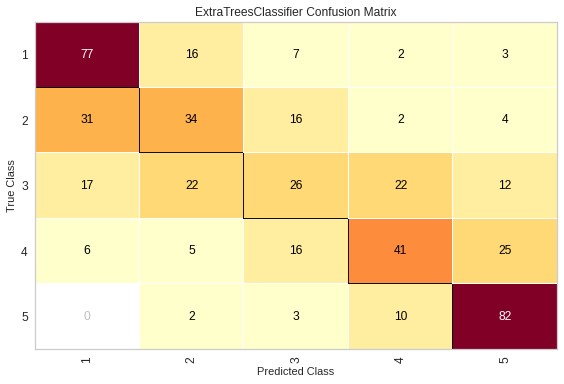 ExtraTreesClassifier Confusion Matrix
1 77 16 7 2 3
2 31 34 16 2 4
3 17 22 26 22 12
4 6 5 16 41 25
5 0 2 3 10 82
True Class
1 2 3 4 5
Predicted Class